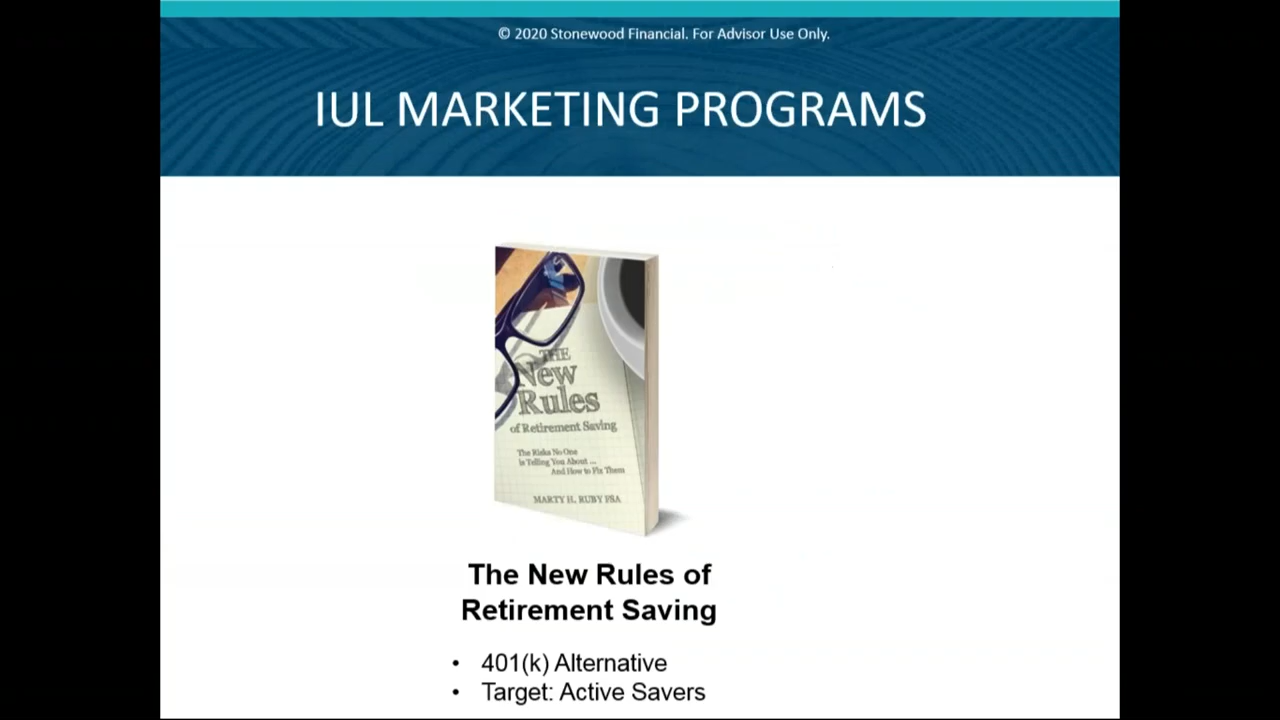 © 2020 Stonewood Financial. For Advisor Use Only.
IUL MARKETING PROGRAMS
THE
New
Rules
of Retirement Saving
The Risks No One
is Telling You About ...
And How to Fix Them
MARTY H. RUBY FSA
The New Rules of
Retirement Saving
• 401(k) Alternative
• Target: Active Savers